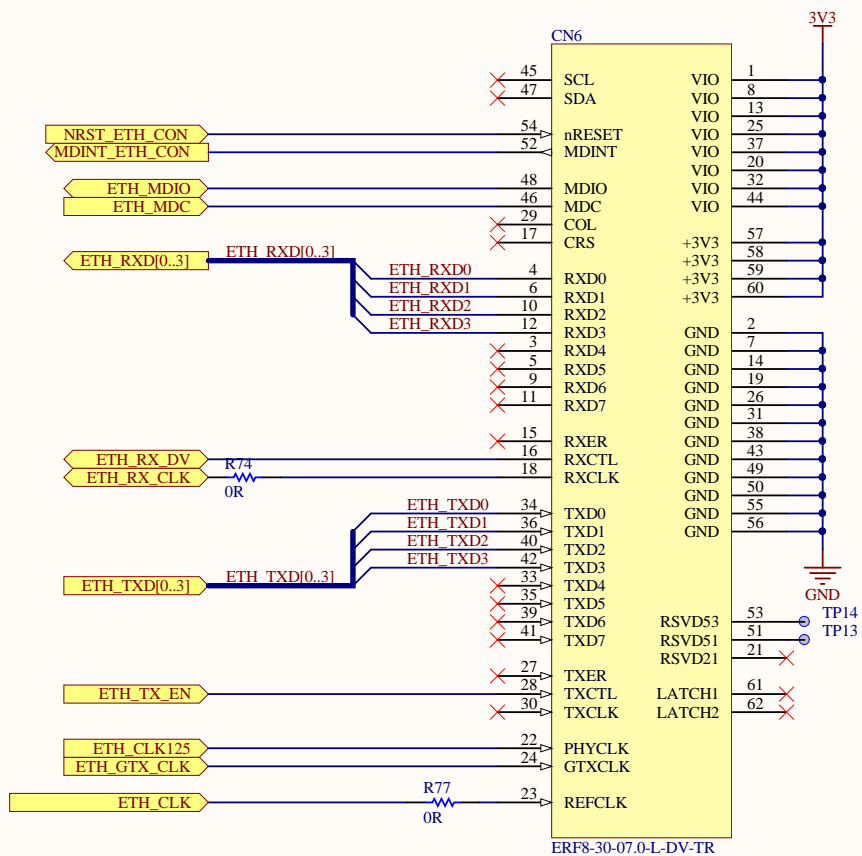 3V3
CN6
45 SCL VIO 1
47 SDA VIO 8
VIO 13
NRST_ETH_CON 54 nRESET VIO 25
MDINT_ETH_CON 52 MDINT VIO 37
VIO 20
ETH_MDIO 48 MDIO VIO 32
ETH_MDC 46 MDC VIO 44
29 COL
17 CRS +3V3 57
ETH_RXD[0..3] ETH_RXD[0..3] +3V3 58
ETH_RXD0 4 RXD0 +3V3 59
ETH_RXD1 6 RXD1 +3V3 60
ETH_RXD2 10 RXD2
ETH_RXD3 12 RXD3 GND 2
3 RXD4 GND 7
5 RXD5 GND 14
9 RXD6 GND 19
11 RXD7 GND 26
GND 31
15 RXER GND 38
ETH_RX_DV 16 RXCTL GND 43
ETH_RX_CLK R74 18 RXCLK GND 49
0R GND 50
ETH_TXD0 34 TXD0 GND 55
ETH_TXD1 36 TXD1 GND 56
ETH_TXD2 40 TXD2
ETH_TXD3 42 TXD3
ETH_TXD[0..3] ETH_TXD[0..3] 33 TXD4 GND
35 TXD5
39 TXD6 RSVD53 53 TP14
41 TXD7 RSVD51 51 TP13
RSVD21 21
27 TXER
ETH_TX_EN 28 TXCTL LATCH1 61
30 TXCLK LATCH2 62
ETH_CLK125 22 PHYCLK
ETH_GTX_CLK 24 GTXCLK
R77
ETH_CLK 23 REFCLK
0R
ERF8-30-07.0-L-DV-TR